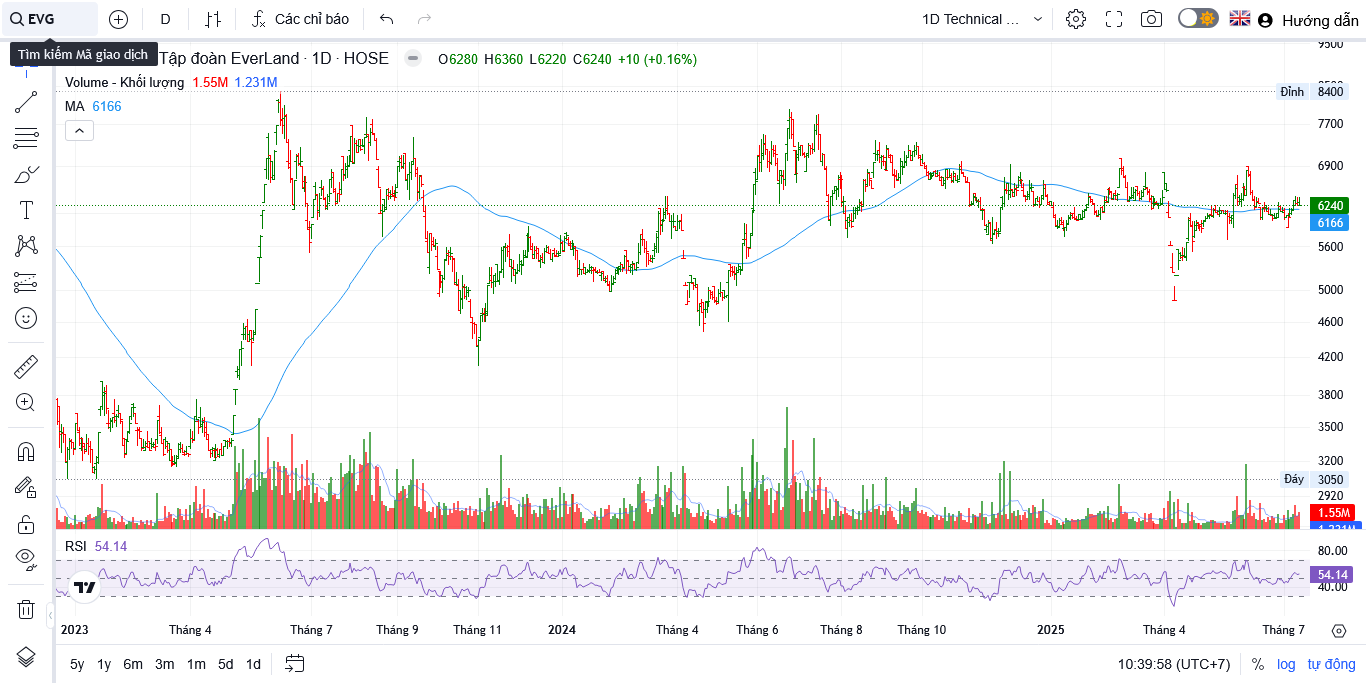 EVG D Các chỉ báo 1D Technical ... Hướng dẫn
Tìm kiếm Mã giao dịch
Tập đoàn EverLand · 1D · HOSE O6280 H6360 L6220 C6240 +10 (+0.16%)
Volume - Khối lượng 1.55M 1.231M
MA 6166
9500
Đỉnh 8400
7700
6900
6240
6166
5600
5000
4600
4200
3800
3500
3200
Đáy 3050
2920
1.55M
1.231M
RSI 54.14
80.00
54.14
40.00
2023 Tháng 4 Tháng 7 Tháng 9 Tháng 11 2024 Tháng 4 Tháng 6 Tháng 8 Tháng 10 2025 Tháng 4 Tháng 7
5y 1y 6m 3m 1m 5d 1d 10:39:58 (UTC+7) % log tự động